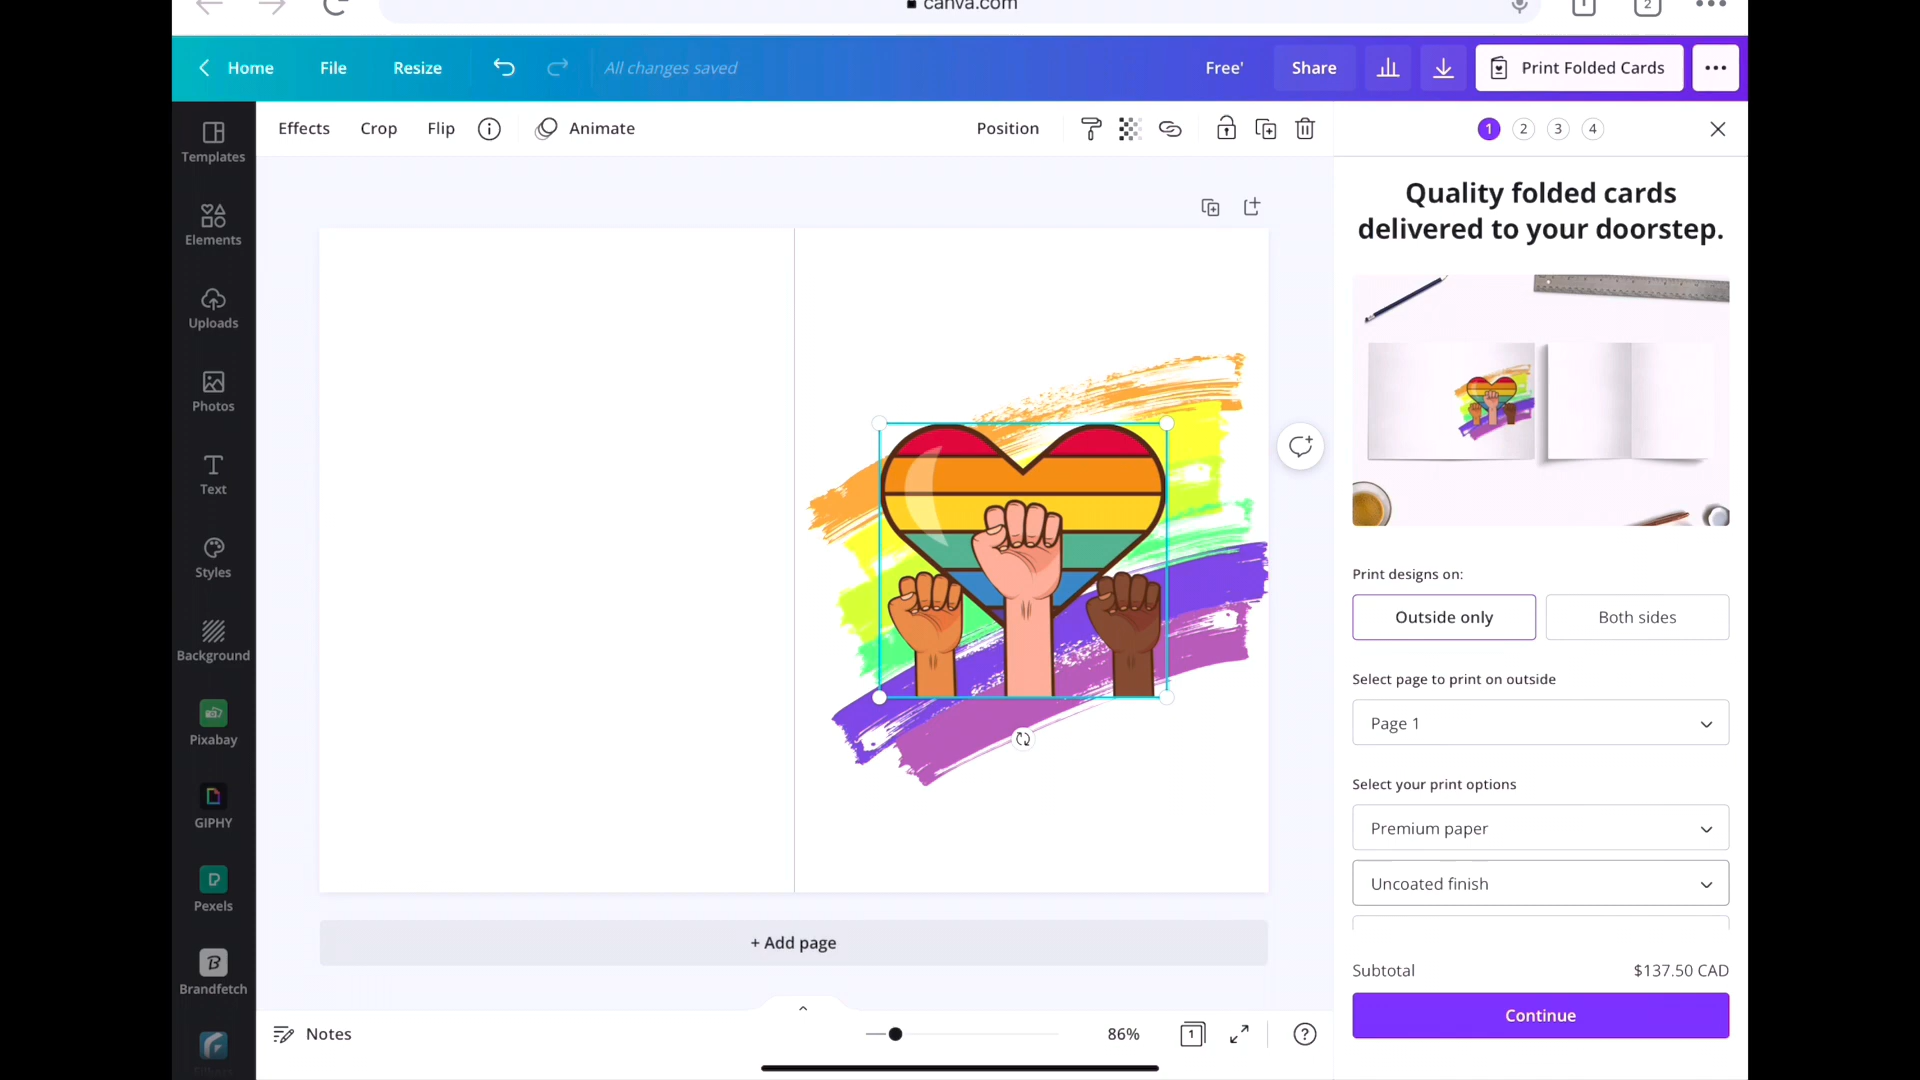 canva.com
2
Home
File
Resize
All changes saved
Free'
Share
Print Folded Cards
Effects
Crop
Flip
Animate
Position
1
2
3
4
Templates
Elements
Uploads
Photos
Text
Styles
Background
Pixabay
GIPHY
Pexels
Brandfetch
Quality folded cards
delivered to your doorstep.
Print designs on:
Outside only
Both sides
Select page to print on outside
Page 1
Select your print options
Premium paper
Uncoated finish
Subtotal
$137.50 CAD
Continue
+ Add page
Notes
86%
1